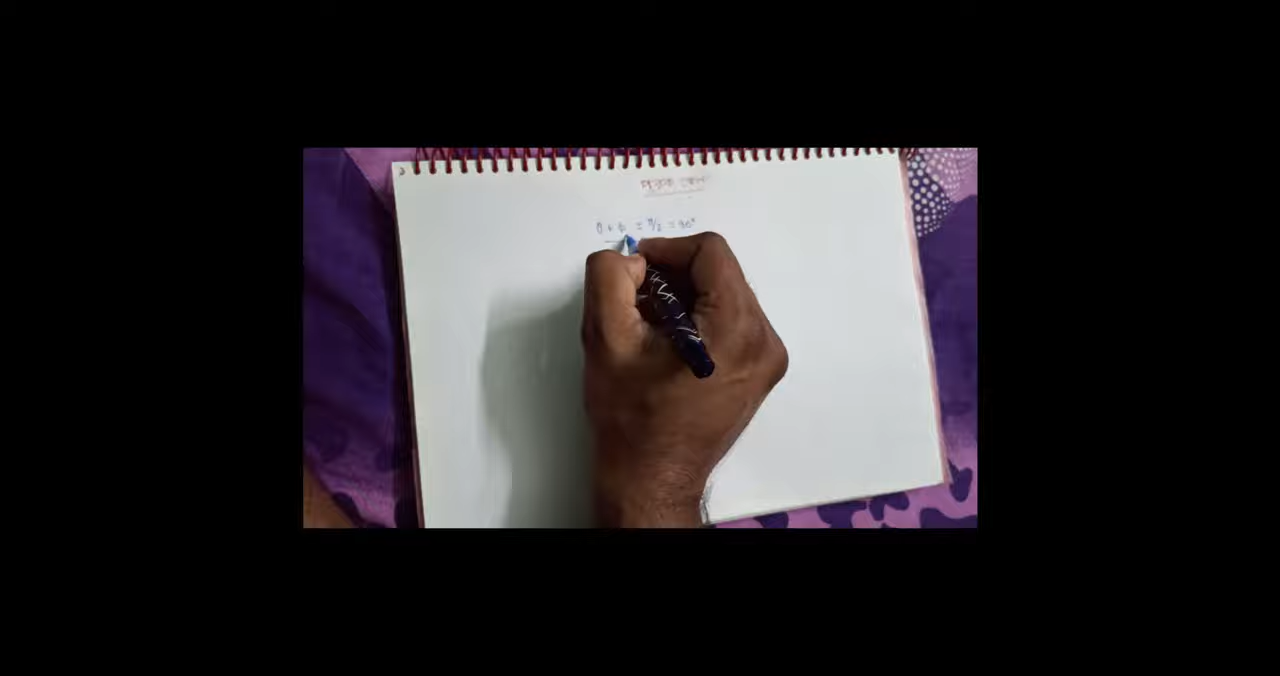 পূরক কোণ
θ + φ = π/2 = 90°